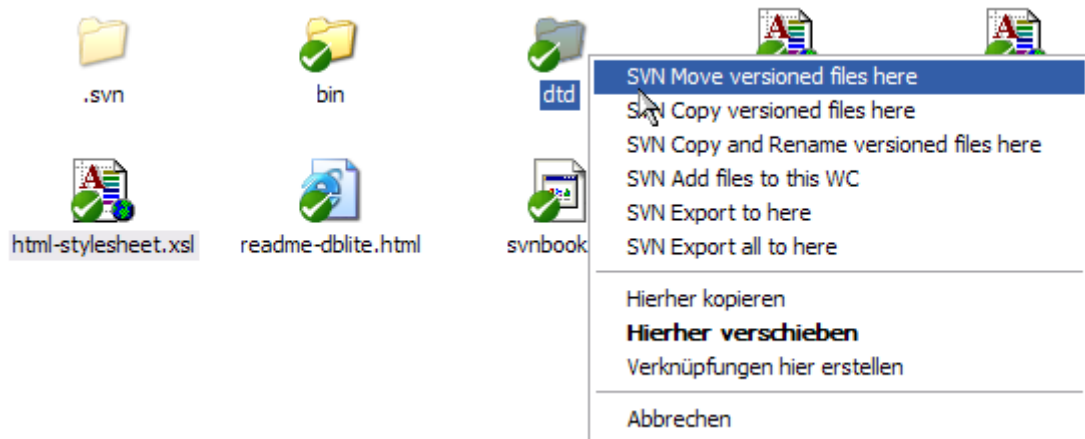 .svn
bin
dtd
html-stylesheet.xsl
readme-dblite.html
svnbook
SVN Move versioned files here
SVN Copy versioned files here
SVN Copy and Rename versioned files here
SVN Add files to this WC
SVN Export to here
SVN Export all to here
Hierher kopieren
Hierher verschieben
Verknüpfungen hier erstellen
Abbrechen